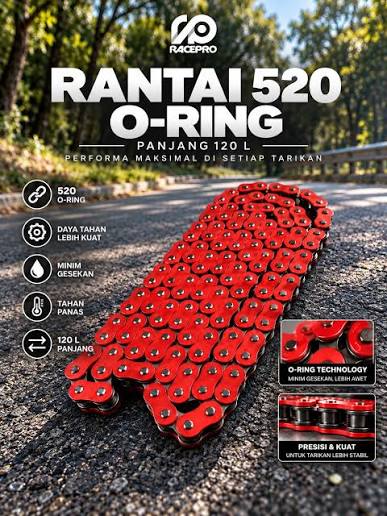 RACEPRO
RANTAI 520
O-RING
PANJANG 120 L
PERFORMA MAKSIMAL DI SETIAP TARIKAN
520
O-RING
DAYA TAHAN
LEBIH KUAT
MINIM
GESEKAN
TAHAN
PANAS
120 L
PANJANG
O-RING TECHNOLOGY
MINIM GESEKAN, LEBIH AWET
PRESISI & KUAT
UNTUK TARIKAN LEBIH STABIL